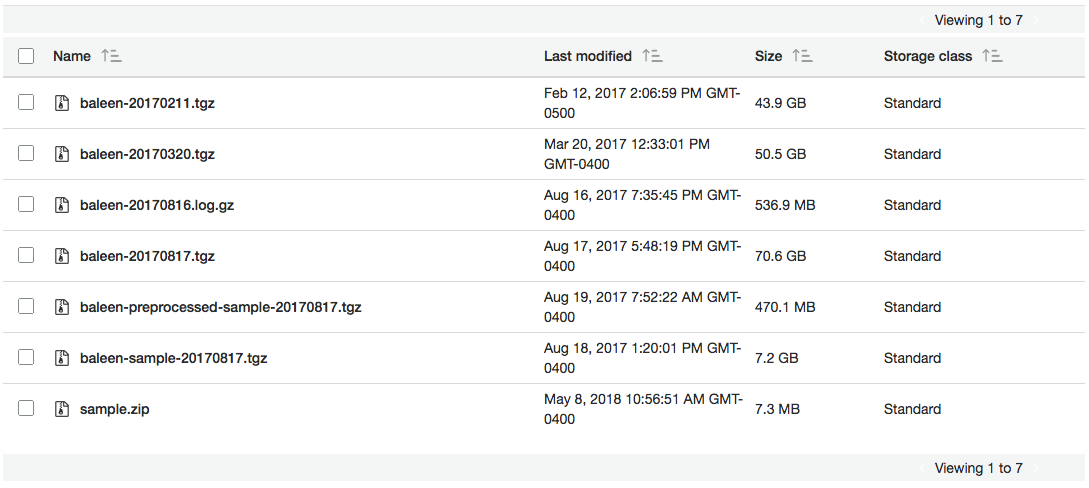 Viewing 1 to 7
Name Last modified Size Storage class
baleen-20170211.tgz Feb 12, 2017 2:06:59 PM GMT-0500 43.9 GB Standard
baleen-20170320.tgz Mar 20, 2017 12:33:01 PM GMT-0400 50.5 GB Standard
baleen-20170816.log.gz Aug 16, 2017 7:35:45 PM GMT-0400 536.9 MB Standard
baleen-20170817.tgz Aug 17, 2017 5:48:19 PM GMT-0400 70.6 GB Standard
baleen-preprocessed-sample-20170817.tgz Aug 19, 2017 7:52:22 AM GMT-0400 470.1 MB Standard
baleen-sample-20170817.tgz Aug 18, 2017 1:20:01 PM GMT-0400 7.2 GB Standard
sample.zip May 8, 2018 10:56:51 AM GMT-0400 7.3 MB Standard
Viewing 1 to 7